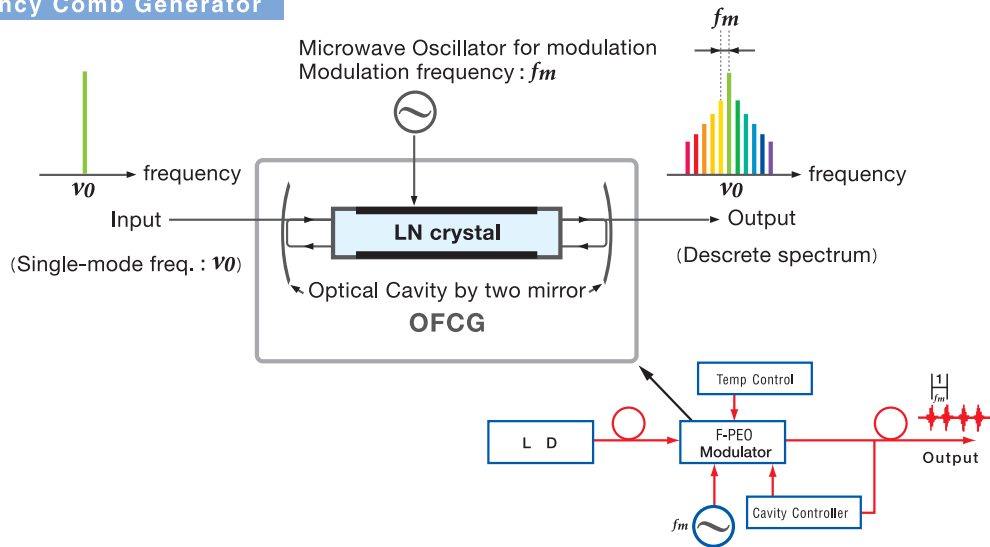 ncy Comb Generator
Microwave Oscillator for modulation
Modulation frequency : fm
fm
frequency
ν0
frequency
ν0
Input
Output
LN crystal
(Single-mode freq. : ν0)
(Descrete spectrum)
Optical Cavity by two mirror
OFCG
Temp Control
1
fm
L D
F-PEO
Modulator
Output
fm
Cavity Controller